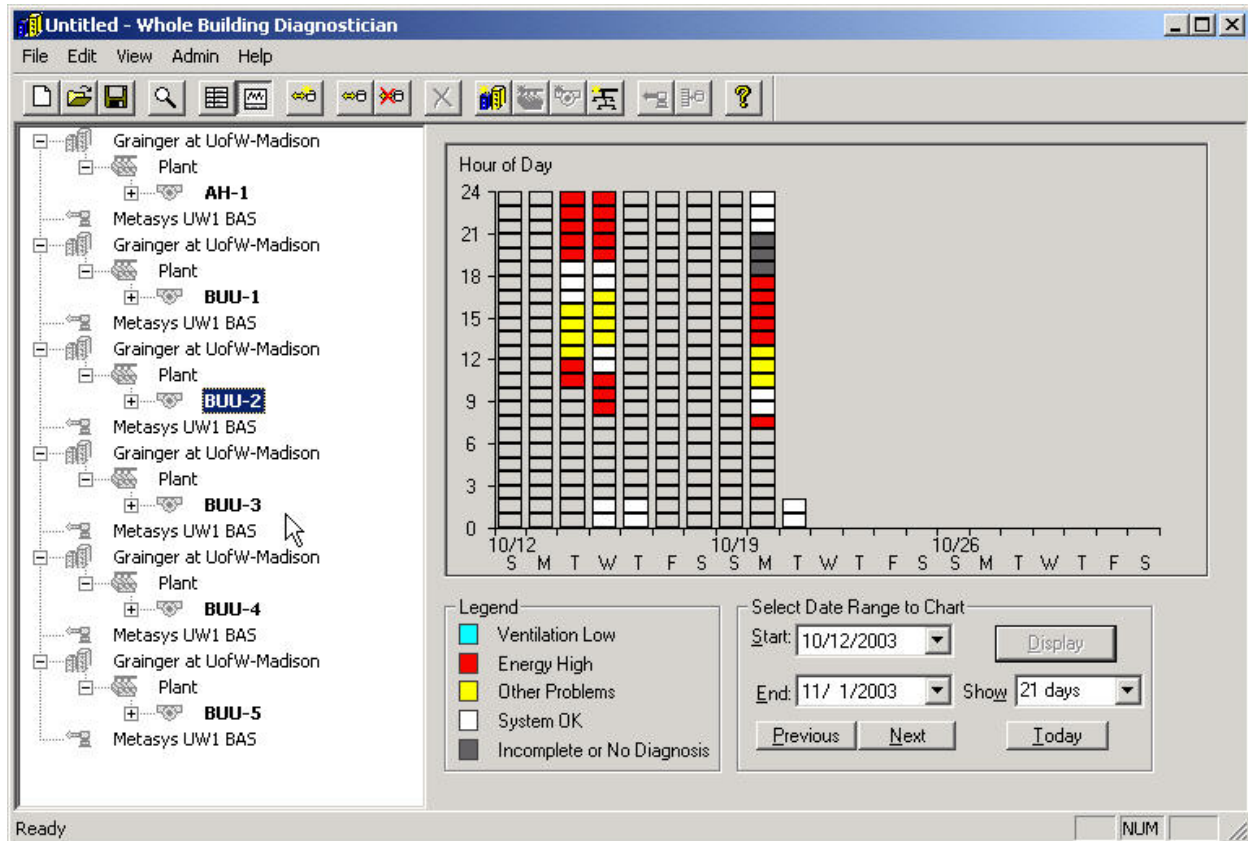 Untitled - Whole Building Diagnostician
File Edit View Admin Help
Grainger at UofW-Madison
Plant
AH-1
Metasys UW1 BAS
Grainger at UofW-Madison
Plant
BUU-1
Metasys UW1 BAS
Grainger at UofW-Madison
Plant
BUU-2
Metasys UW1 BAS
Grainger at UofW-Madison
Plant
BUU-3
Metasys UW1 BAS
Grainger at UofW-Madison
Plant
BUU-4
Metasys UW1 BAS
Grainger at UofW-Madison
Plant
BUU-5
Metasys UW1 BAS
Hour of Day
24
21
18
15
12
9
6
3
0
10/12 10/19 10/26
S M T W T F S S M T W T F S S M T W T F S
Legend
Ventilation Low
Energy High
Other Problems
System OK
Incomplete or No Diagnosis
Select Date Range to Chart
Start: 10/12/2003 Display
End: 11/ 1/2003 Show 21 days
Previous Next Today
Ready NUM